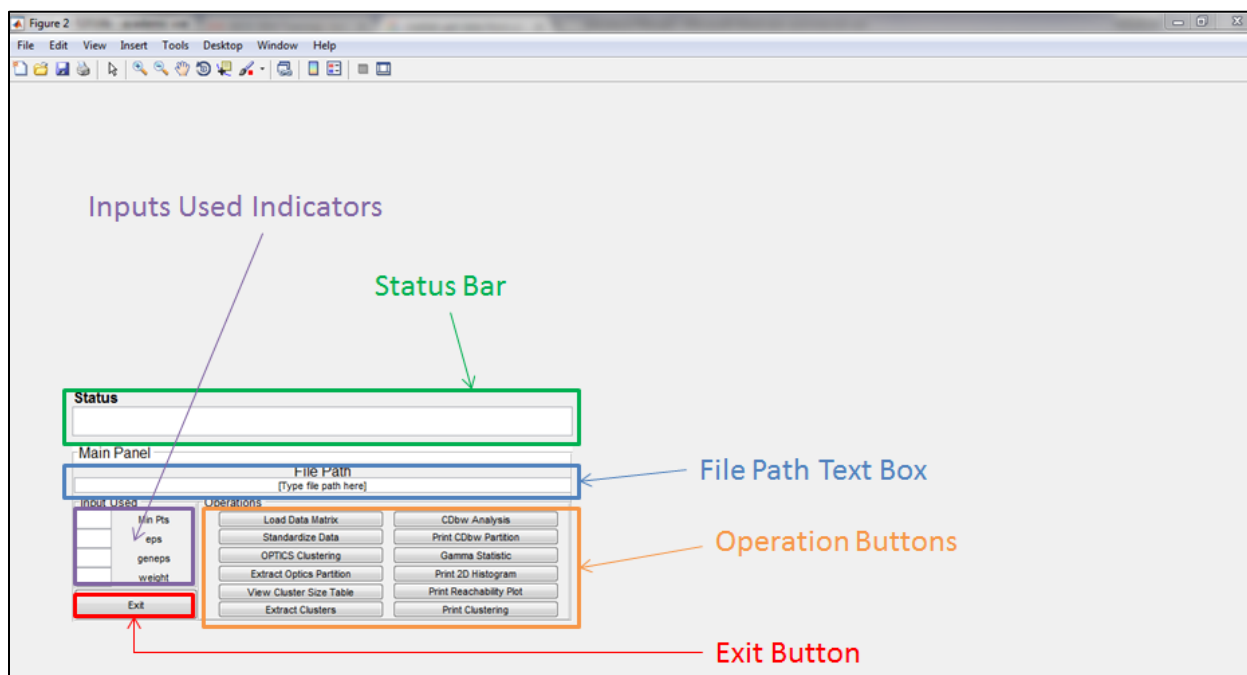 Figure 2
File Edit View Insert Tools Desktop Window Help
Inputs Used Indicators
Status Bar
Status
Main Panel
File Path
[Type file path here]
File Path Text Box
Input Used
Operations
Min Pts
eps
geneps
weight
Load Data Matrix
CDbw Analysis
Standardize Data
Print CDbw Partition
OPTICS Clustering
Gamma Statistic
Extract Optics Partition
Print 2D Histogram
View Cluster Size Table
Print Reachability Plot
Extract Clusters
Print Clustering
Operation Buttons
Exit
Exit Button